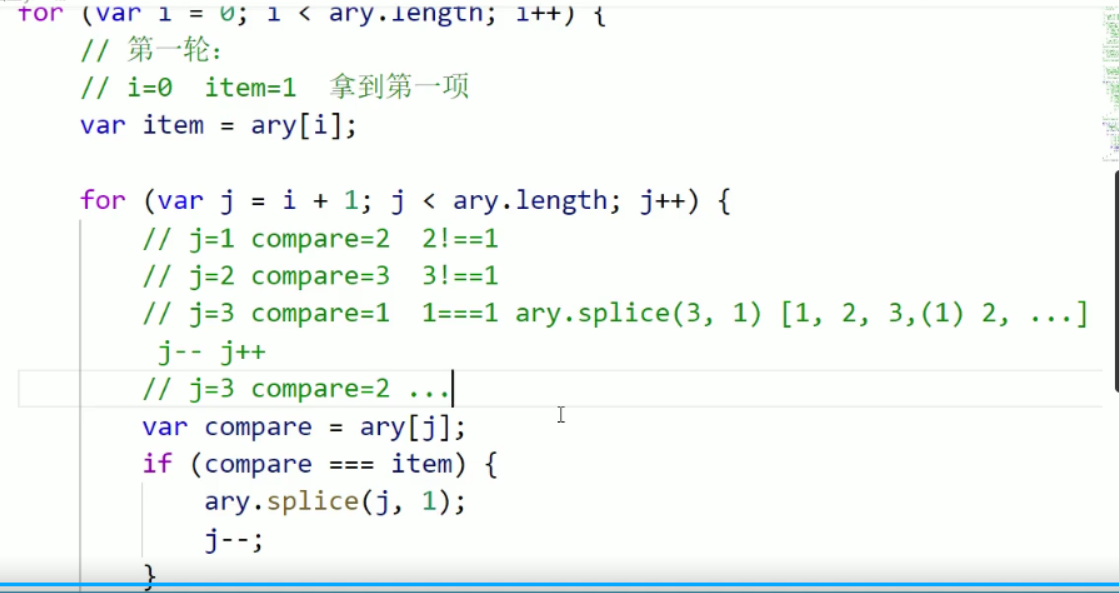 for (var i = 0; i < ary.length; i++) {
// 第一轮:
// i=0  item=1  拿到第一项
var item = ary[i];
for (var j = i + 1; j < ary.length; j++) {
// j=1 compare=2  2!==1
// j=2 compare=3  3!==1
// j=3 compare=1  1===1 ary.splice(3, 1) [1, 2, 3,(1) 2, ...]
j-- j++
// j=3 compare=2 ...
var compare = ary[j];
if (compare === item) {
ary.splice(j, 1);
j--;
}